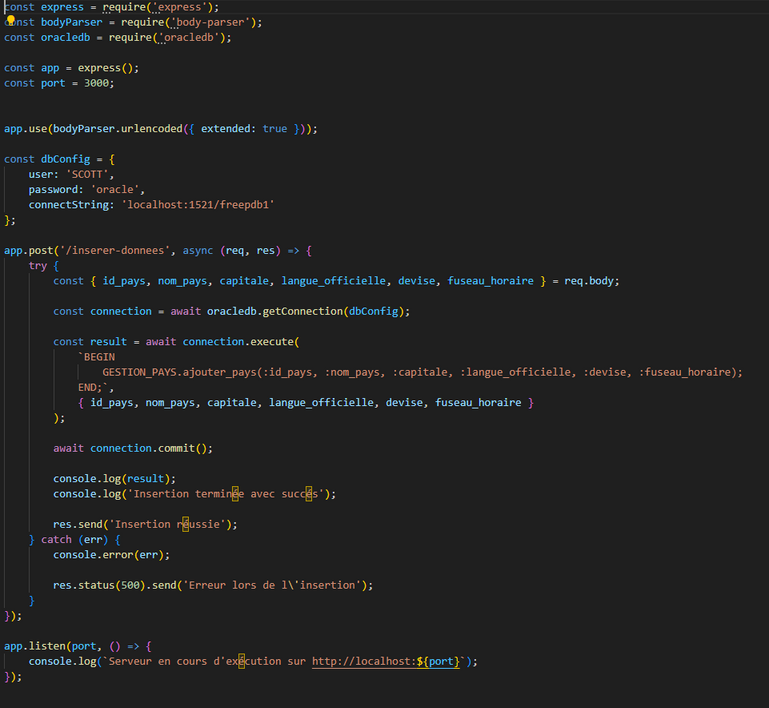 const express = require('express');
const bodyParser = require('body-parser');
const oracledb = require('oracledb');
const app = express();
const port = 3000;
app.use(bodyParser.urlencoded({ extended: true }));
const dbConfig = {
    user: 'SCOTT',
    password: 'oracle',
    connectString: 'localhost:1521/freepdb1'
};
app.post('/inserer-donnees', async (req, res) => {
    try {
        const { id_pays, nom_pays, capitale, langue_officielle, devise, fuseau_horaire } = req.body;
        const connection = await oracledb.getConnection(dbConfig);
        const result = await connection.execute(
            `BEGIN
                GESTION_PAYS.ajouter_pays(:id_pays, :nom_pays, :capitale, :langue_officielle, :devise, :fuseau_horaire);
            END;`,
            { id_pays, nom_pays, capitale, langue_officielle, devise, fuseau_horaire }
        );
        await connection.commit();
        console.log(result);
        console.log('Insertion terminée avec succès');
        res.send('Insertion réussie');
    } catch (err) {
        console.error(err);
        res.status(500).send('Erreur lors de l\'insertion');
    }
});
app.listen(port, () => {
    console.log(`Serveur en cours d'exécution sur http://localhost:${port}`);
});